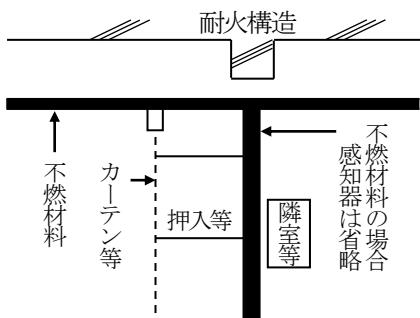 耐火構造
不燃材料
カーテン等
押入等
隣室等
不燃材料の場合
感知器は省略